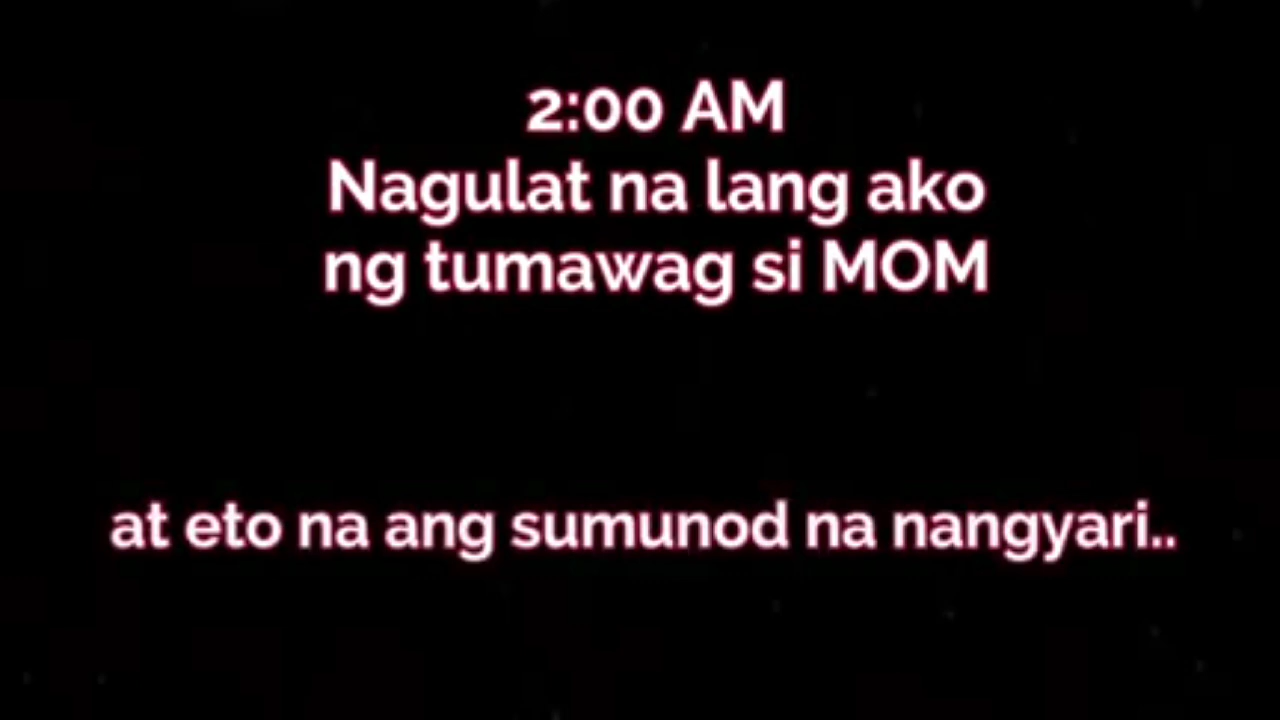 2:00 AM
Nagulat na lang ako
ng tumawag si MOM
at eto na ang sumunod na nangyari..